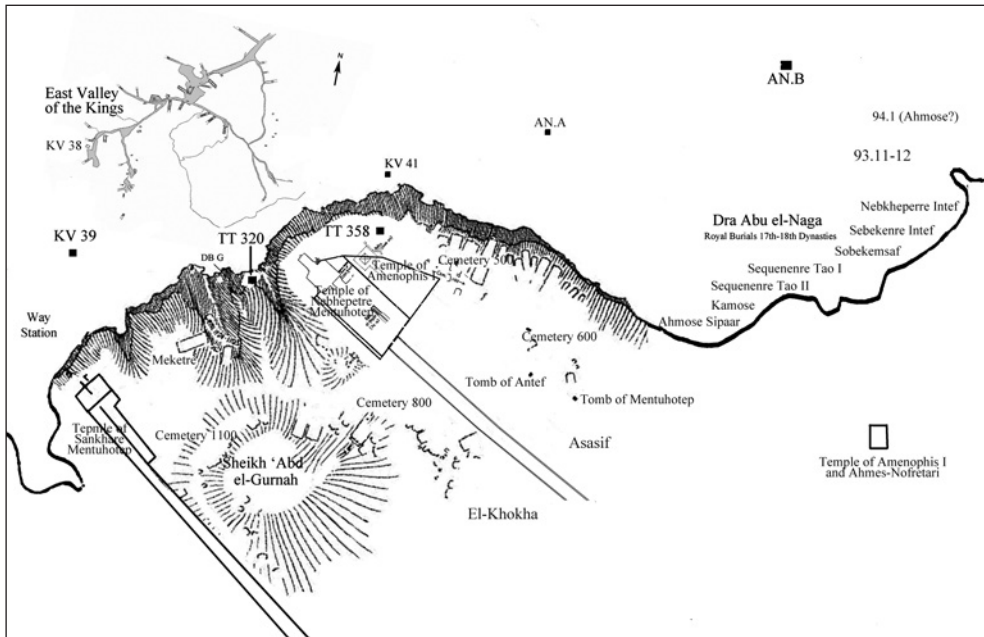 N
East Valley
of the Kings
KV 38
AN.B
94.1 (Ahmose?)
AN.A
93.11-12
KV 41
Nebkheperre Intef
Dra Abu el-Naga
Royal Burials 17th-18th Dynasties
Sebekenre Intef
Sobekemsaf
KV 39
TT 320
TT 358
DB G
Temple of
Amenophis I
Cemetery 500
Sequenenre Tao I
Sequenenre Tao II
Kamose
Ahmose Sipaar
Temple of
Nebhepetre
Mentuhotep
Way
Station
Meketre
Cemetery 600
Tomb of Antef
Tomb of Mentuhotep
Cemetery 800
Asasif
Tepmle of
Sankhare
Mentuhotep
Cemetery 1100
Sheikh ‘Abd
el-Gurnah
El-Khokha
Temple of Amenophis I
and Ahmes-Nofretari